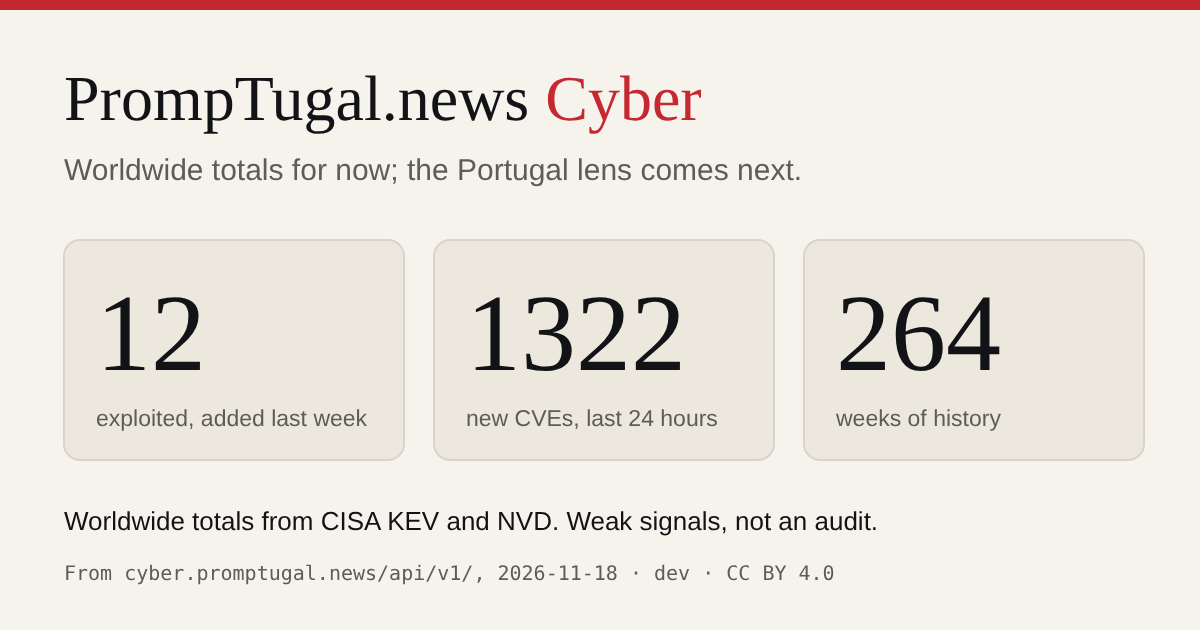 PrompTugal.news Cyber
Worldwide totals for now; the Portugal lens comes next.
12
exploited, added last week
1322
new CVEs, last 24 hours
264
weeks of history
Worldwide totals from CISA KEV and NVD. Weak signals, not an audit.
From cyber.promptugal.news/api/v1/, 2026-11-18 · dev · CC BY 4.0